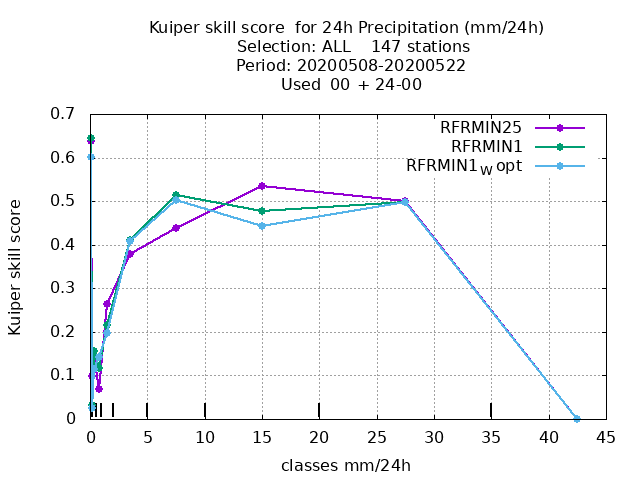 Kuiper skill score  for 24h Precipitation (mm/24h)
Selection: ALL    147 stations
Period: 20200508-20200522
Used  00 + 24-00
RFRMIN25
RFRMIN1
RFRMIN1W opt
Kuiper skill score
0.7
0.6
0.5
0.4
0.3
0.2
0.1
0
0 5 10 15 20 25 30 35 40 45
classes mm/24h